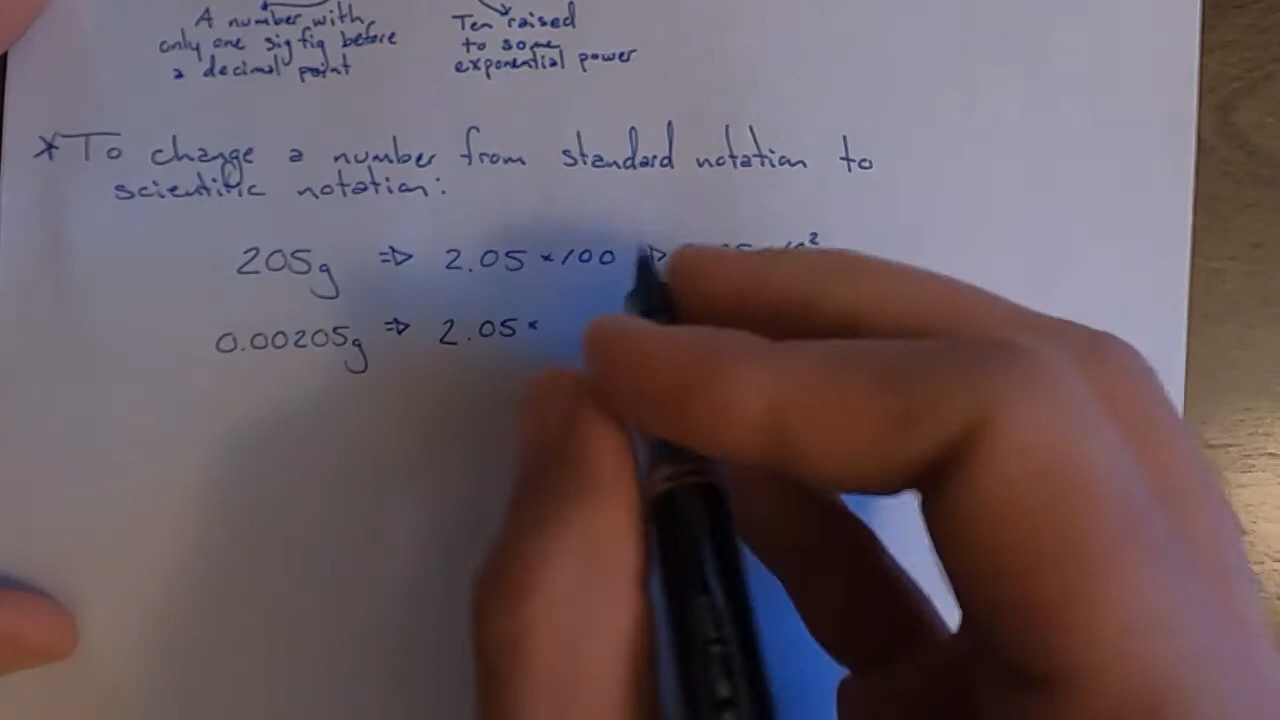 A number with
only one sig fig before
a decimal point
Ten raised
to some
exponential power
*To change a number from standard notation to
scientific notation:
205g ⇒ 2.05 × 100 ⇒
0.00205g ⇒ 2.05 ×